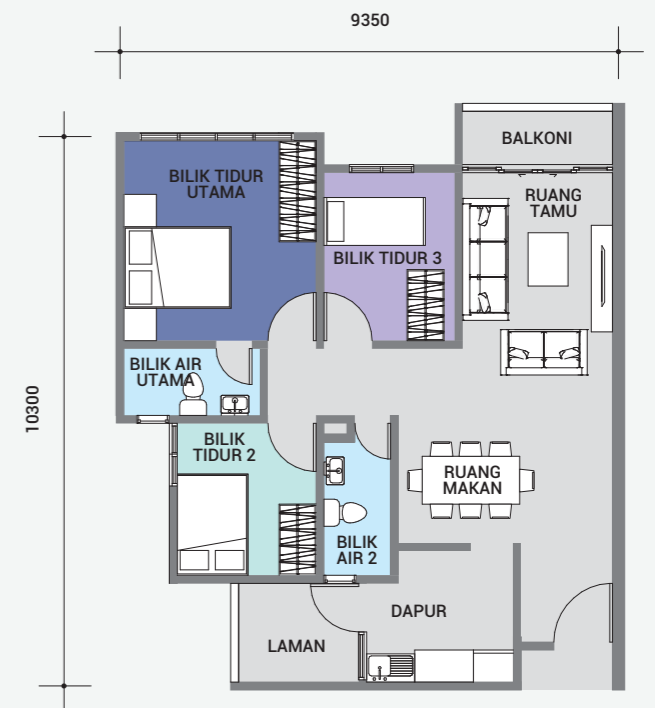 9350
BALKONI
BILIK TIDUR
UTAMA
RUANG
TAMU
BILIK TIDUR 3
BILIK AIR
UTAMA
10300
BILIK
TIDUR 2
RUANG
MAKAN
BILIK
AIR 2
DAPUR
LAMAN